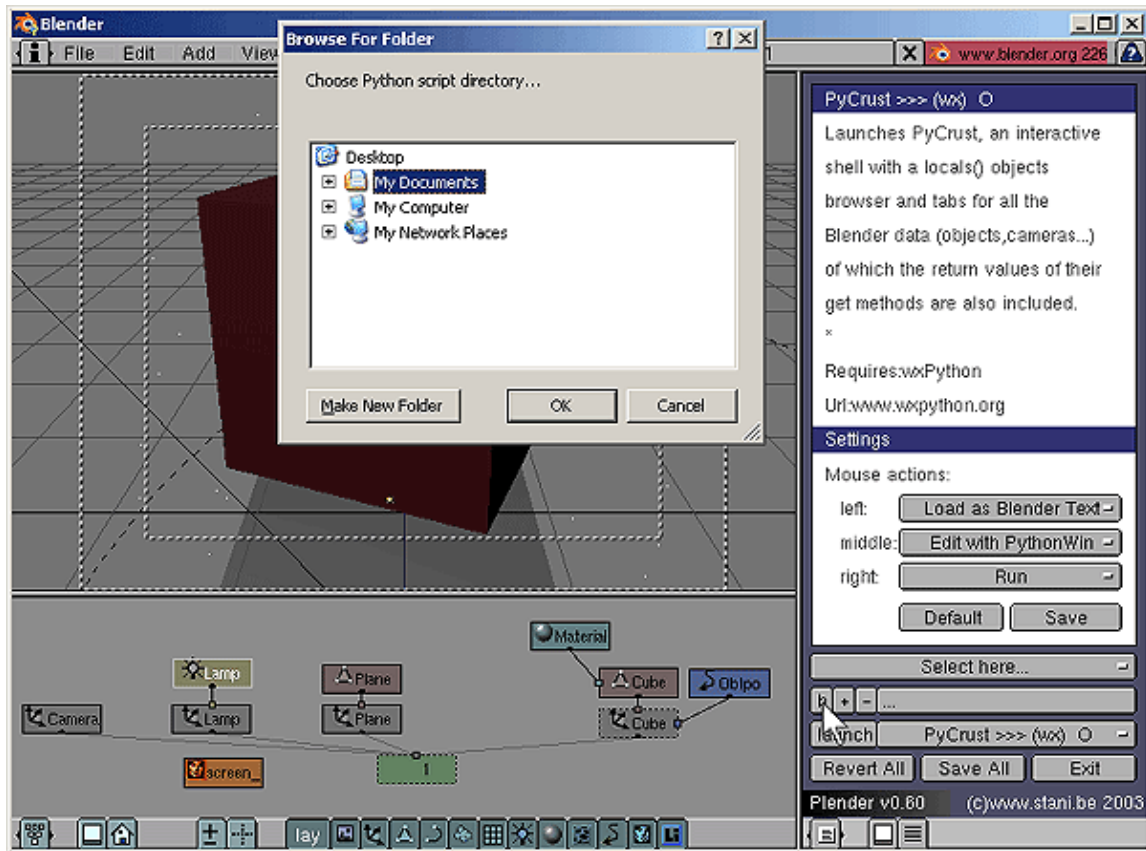 Blender
File Edit Add View
1
www.blender.org 226
Browse For Folder
Choose Python script directory...
Desktop
My Documents
My Computer
My Network Places
Make New Folder OK Cancel
PyCrust >>> (wx) O
Launches PyCrust, an interactive
shell with a locals() objects
browser and tabs for all the
Blender data (objects,cameras...)
of which the return values of their
get methods are also included.
*
Requires:wxPython
Url:www.wxpython.org
Settings
Mouse actions:
left: Load as Blender Text
middle: Edit with PythonWin
right: Run
Default Save
Select here...
b + - ...
launch PyCrust >>> (wx) O
Revert All Save All Exit
Plender v0.60 (c)www.stani.be 2003
Material
Lamp Plane Cube ObIpo
Camera Lamp Plane Cube
screen_ 1
lay